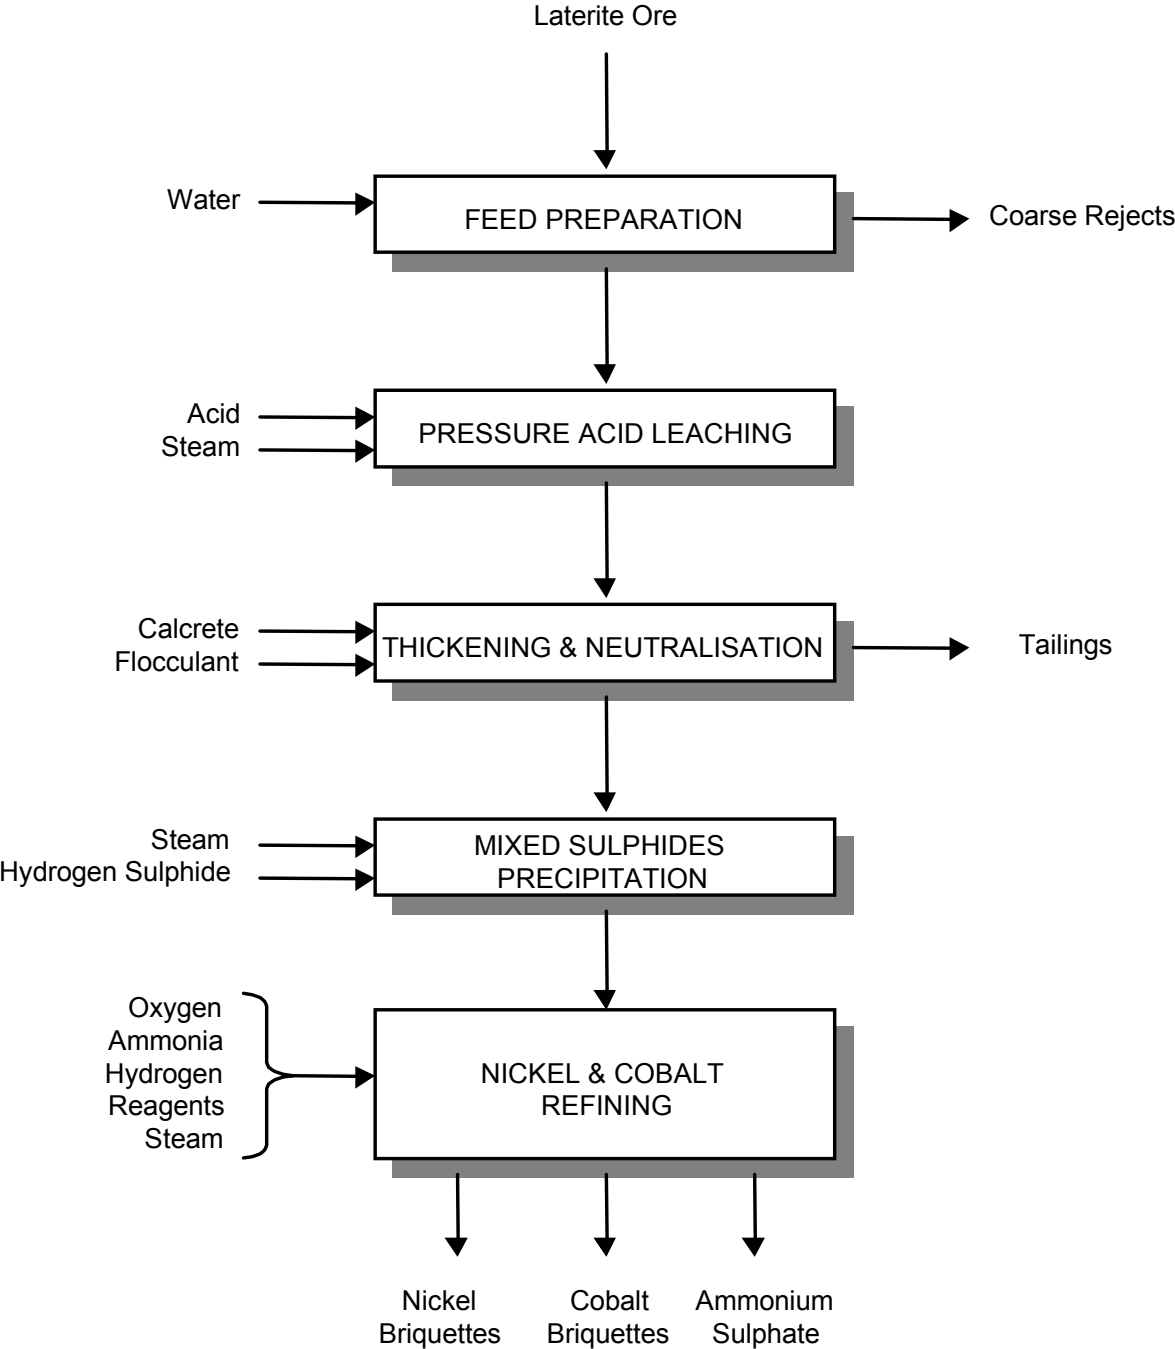 Laterite Ore
Water
FEED PREPARATION
Coarse Rejects
Acid
Steam
PRESSURE ACID LEACHING
Calcrete
Flocculant
THICKENING & NEUTRALISATION
Tailings
Steam
Hydrogen Sulphide
MIXED SULPHIDES
PRECIPITATION
Oxygen
Ammonia
Hydrogen
Reagents
Steam
NICKEL & COBALT
REFINING
Nickel
Briquettes
Cobalt
Briquettes
Ammonium
Sulphate